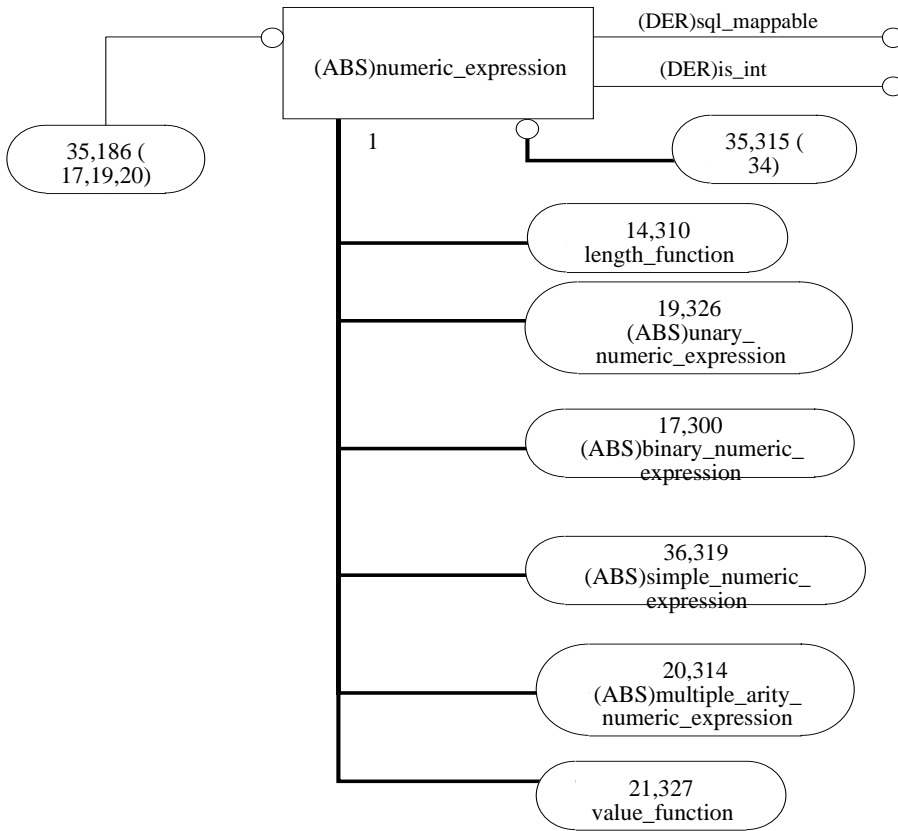 (DER)sql_mappable
(ABS)numeric_expression
(DER)is_int
1
35,186 (
17,19,20)
35,315 (
34)
14,310
length_function
19,326
(ABS)unary_
numeric_expression
17,300
(ABS)binary_numeric_
expression
36,319
(ABS)simple_numeric_
expression
20,314
(ABS)multiple_arity_
numeric_expression
21,327
value_function